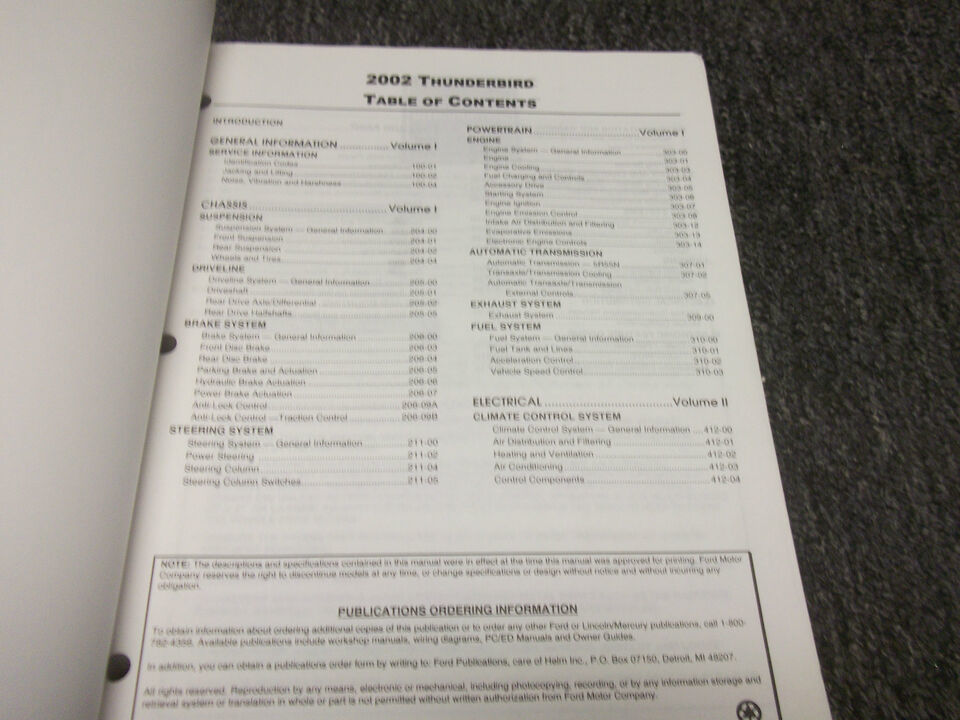 2002 THUNDERBIRD
TABLE OF CONTENTS
INTRODUCTION
GENERAL INFORMATION Volume I
SERVICE INFORMATION
Identification Codes 100-01
Jacking and Lifting 100-02
Noise, Vibration and Harshness 100-04
CHASSIS Volume I
SUSPENSION
Suspension System — General Information 204-00
Front Suspension 204-01
Rear Suspension 204-02
Wheels and Tires 204-04
DRIVELINE
Driveline System — General Information 205-00
Driveshaft 205-01
Rear Drive Axle/Differential 205-02
Rear Drive Halfshafts 205-05
BRAKE SYSTEM
Brake System — General Information 206-00
Front Disc Brake 206-03
Rear Disc Brake 206-04
Parking Brake and Actuation 206-05
Hydraulic Brake Actuation 206-06
Power Brake Actuation 206-07
Anti-Lock Control 206-09A
Anti-Lock Control — Traction Control 206-09B
STEERING SYSTEM
Steering System — General Information 211-00
Power Steering 211-02
Steering Column 211-04
Steering Column Switches 211-05
POWERTRAIN Volume I
ENGINE
Engine System — General Information 303-00
Engine 303-01
Engine Cooling 303-03
Fuel Charging and Controls 303-04
Accessory Drive 303-05
Starting System 303-06
Engine Ignition 303-07
Engine Emission Control 303-08
Intake Air Distribution and Filtering 303-12
Evaporative Emissions 303-13
Electronic Engine Controls 303-14
AUTOMATIC TRANSMISSION
Automatic Transmission — 5R55N 307-01
Transaxle/Transmission Cooling 307-02
Automatic Transaxle/Transmission
External Controls 307-05
EXHAUST SYSTEM
Exhaust System 309-00
FUEL SYSTEM
Fuel System — General Information 310-00
Fuel Tank and Lines 310-01
Acceleration Control 310-02
Vehicle Speed Control 310-03
ELECTRICAL Volume II
CLIMATE CONTROL SYSTEM
Climate Control System — General Information 412-00
Air Distribution and Filtering 412-01
Heating and Ventilation 412-02
Air Conditioning 412-03
Control Components 412-04
NOTE: The descriptions and specifications contained in this manual were in effect at the time this manual was approved for printing. Ford Motor
Company reserves the right to discontinue models at any time, or change specifications or design without notice and without incurring any
obligation.
PUBLICATIONS ORDERING INFORMATION
To obtain information about ordering additional copies of this publication or to order any other Ford or Lincoln/Mercury publications, call 1-800-
782-4356. Available publications include workshop manuals, wiring diagrams, PC/ED Manuals and Owner Guides.
In addition, you can obtain a publications order form by writing to: Ford Publications, care of Helm Inc., P.O. Box 07150, Detroit, MI 48207.
All rights reserved. Reproduction by any means, electronic or mechanical, including photocopying, recording, or by any information storage and
retrieval system or translation in whole or part is not permitted without written authorization from Ford Motor Company.